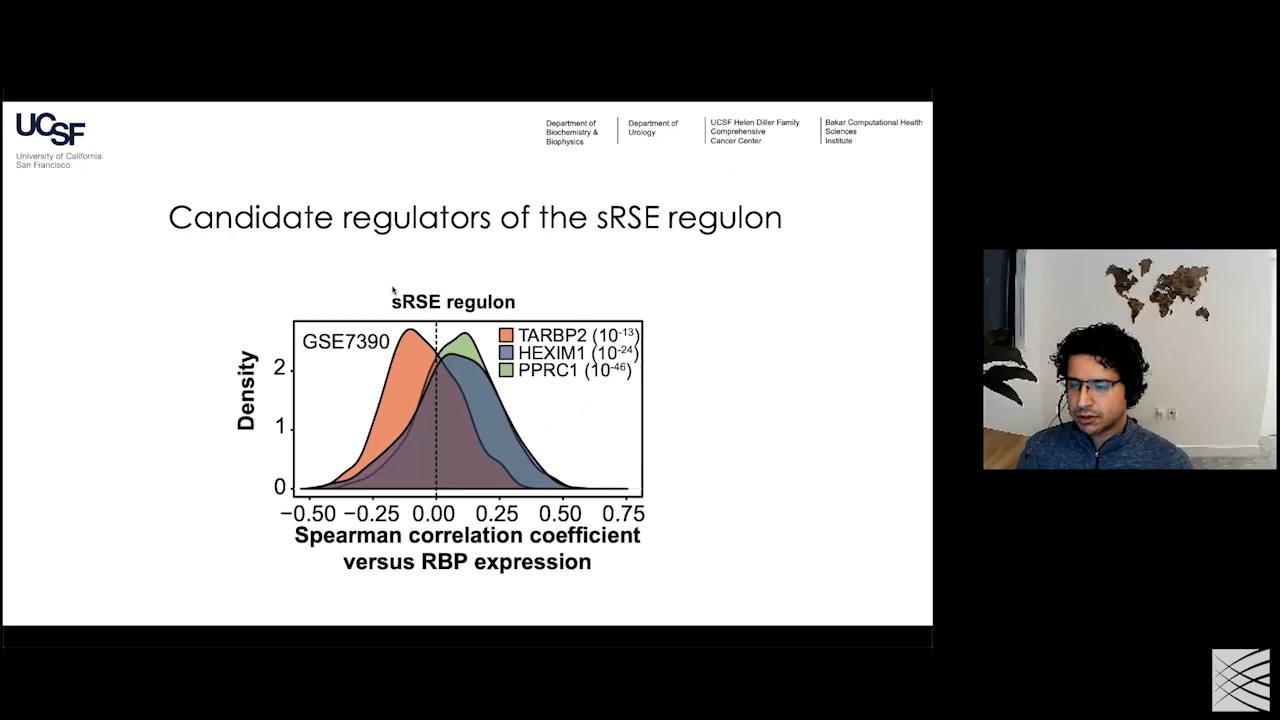 UCSF
University of California
San Francisco
Department of
Biochemistry &
Biophysics
Department of
Urology
UCSF Helen Diller Family
Comprehensive
Cancer Center
Bakar Computational Health
Sciences
Institute
Candidate regulators of the sRSE regulon
sRSE regulon
GSE7390
TARBP2 (10-13)
HEXIM1 (10-24)
PPRC1 (10-46)
Density
2
1
0
−0.50 −0.25 0.00 0.25 0.50 0.75
Spearman correlation coefficient
versus RBP expression